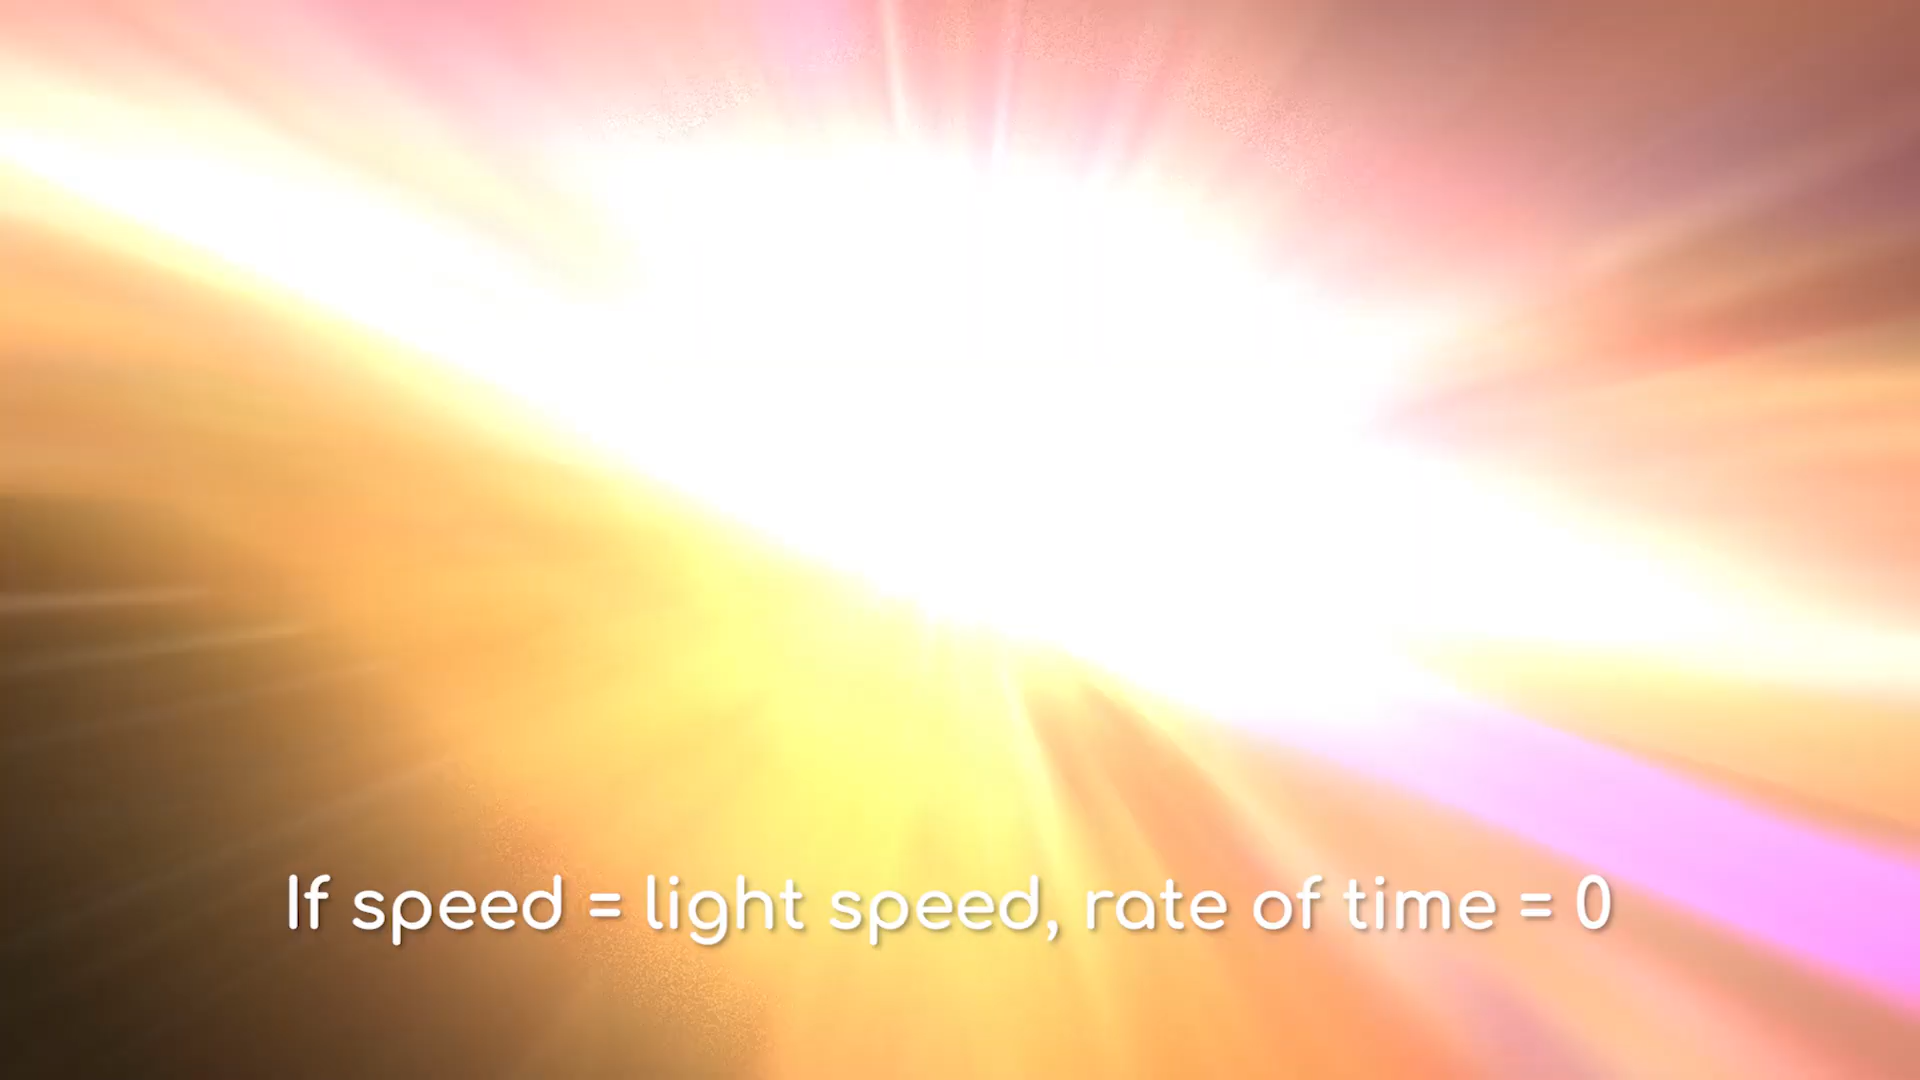 If speed = light speed, rate of time = 0